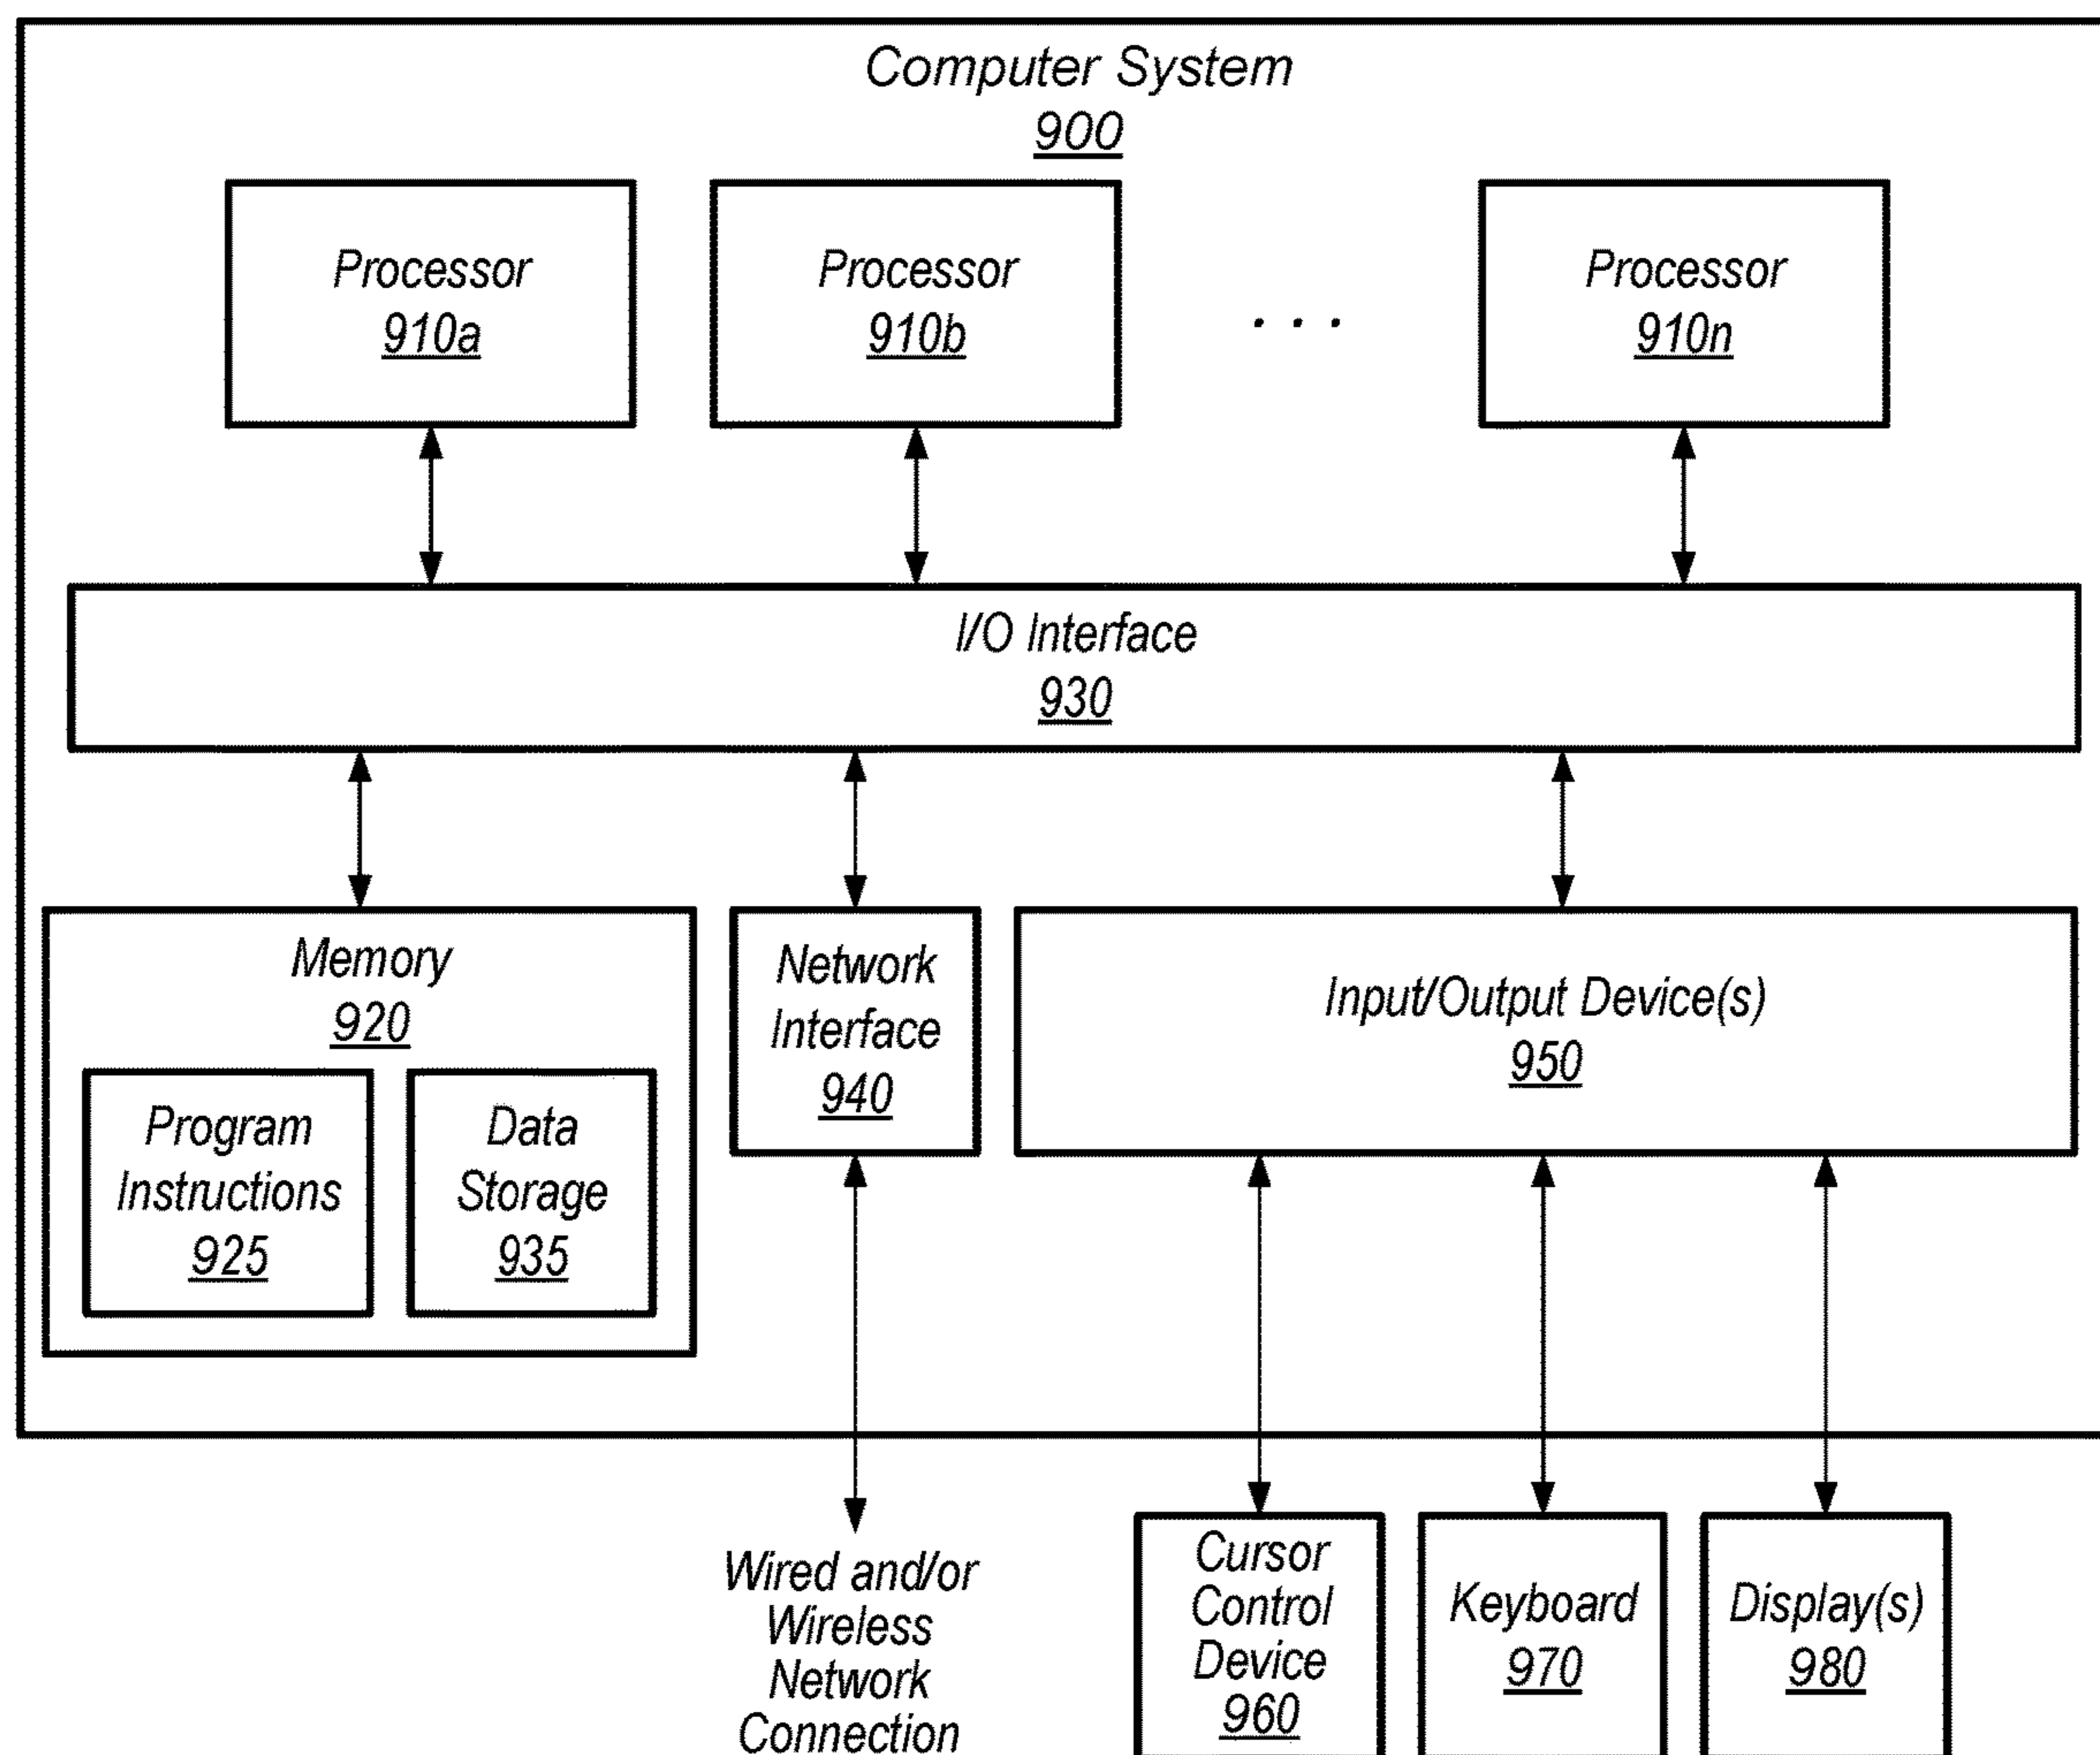 Computer System
900
Processor
910a
Processor
910b
. . .
Processor
910n
I/O Interface
930
Memory
920
Program
Instructions
925
Data
Storage
935
Network
Interface
940
Input/Output Device(s)
950
Wired and/or
Wireless
Network
Connection
Cursor
Control
Device
960
Keyboard
970
Display(s)
980